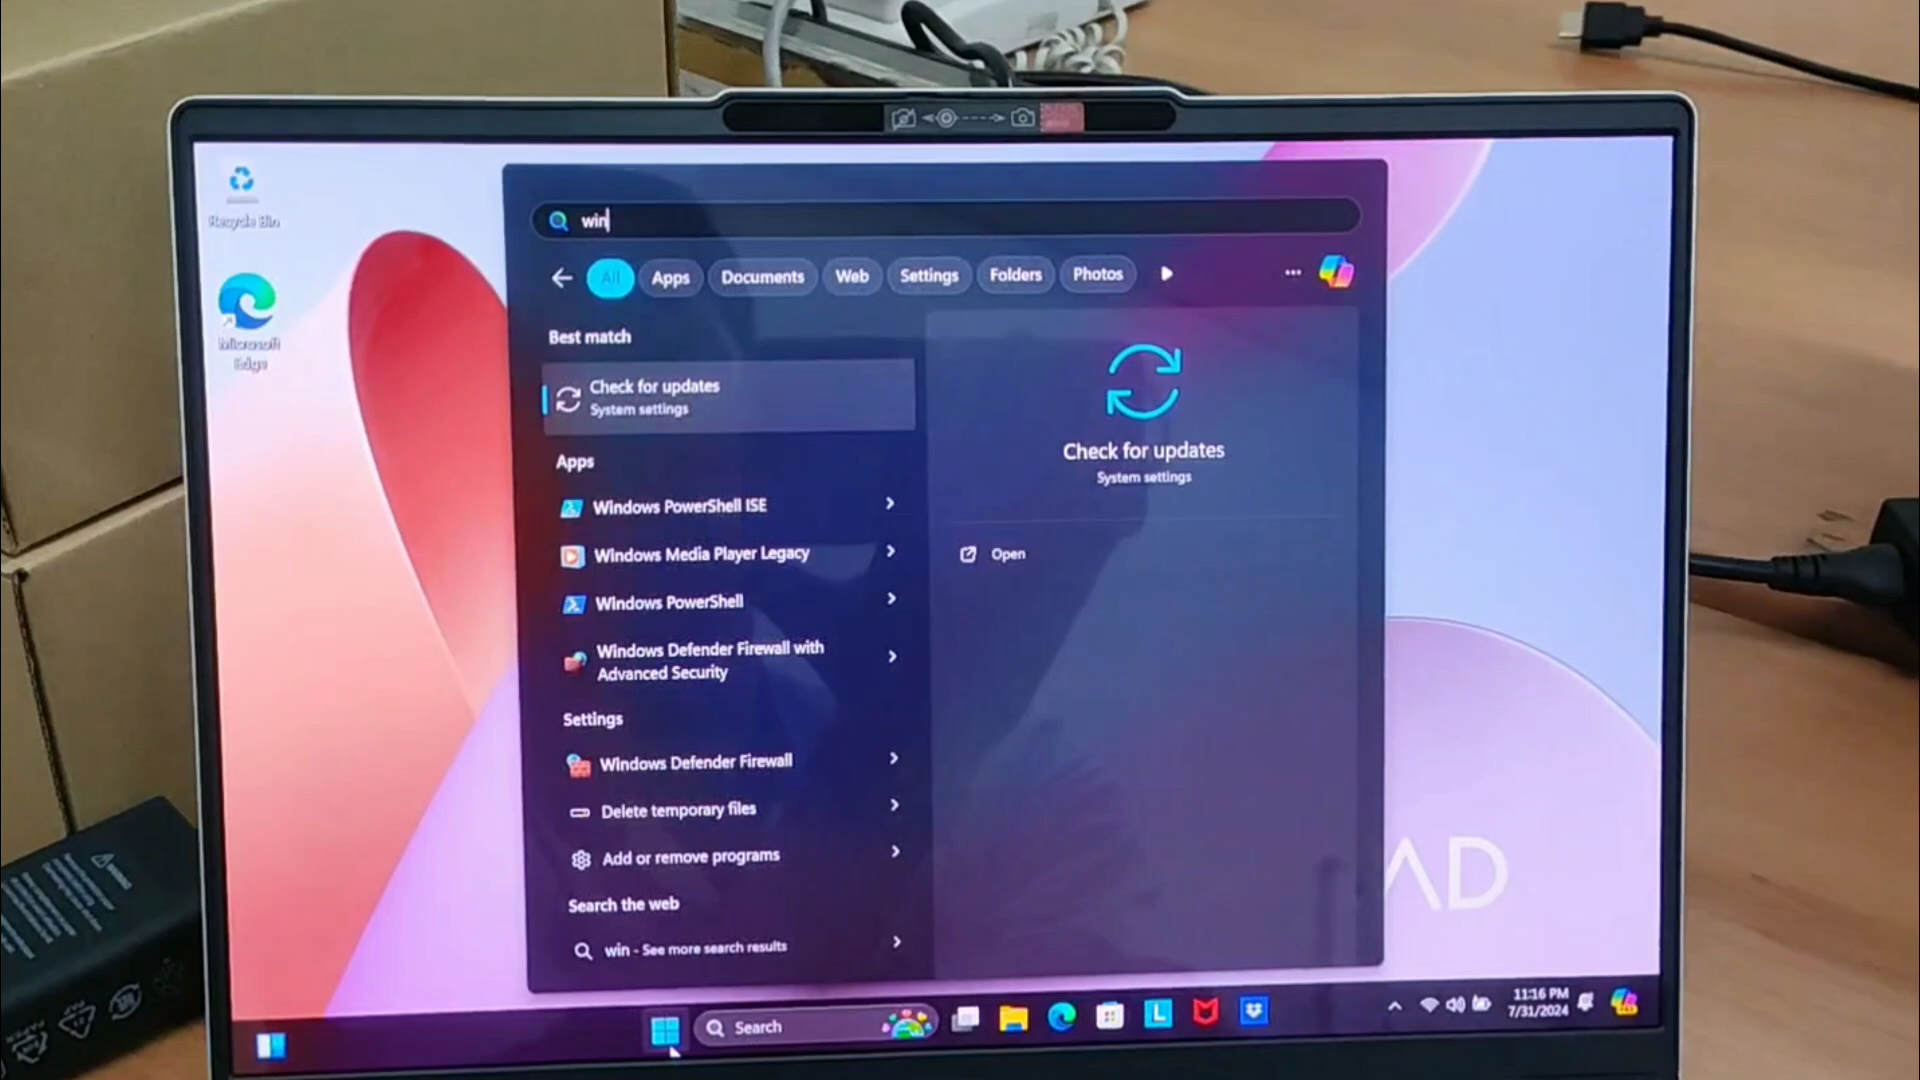 Recycle Bin
Microsoft
Edge
win
All
Apps
Documents
Web
Settings
Folders
Photos
Best match
Check for updates
System settings
Apps
Windows PowerShell ISE
Windows Media Player Legacy
Windows PowerShell
Windows Defender Firewall with
Advanced Security
Settings
Windows Defender Firewall
Delete temporary files
Add or remove programs
Search the web
win - See more search results
Check for updates
System settings
Open
AD
Search
L
11:16 PM
7/31/2024